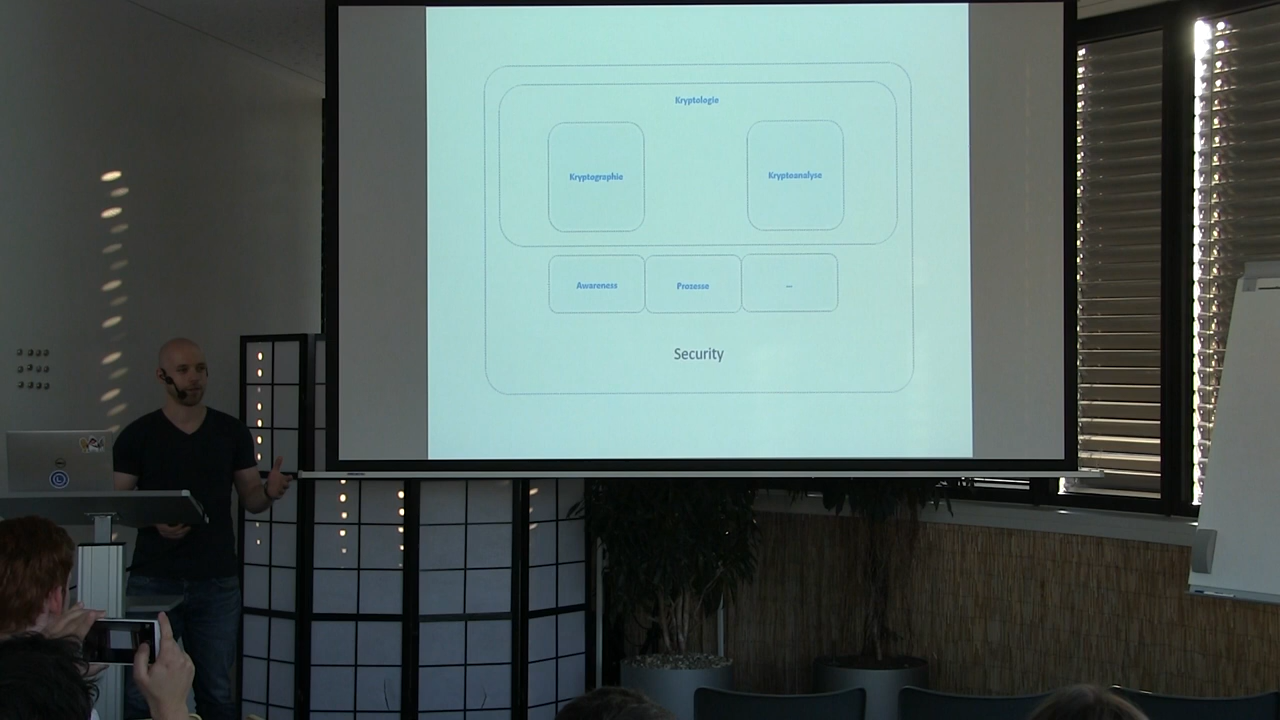 Kryptologie
Kryptographie
Kryptoanalyse
Awareness
Prozesse
...
Security